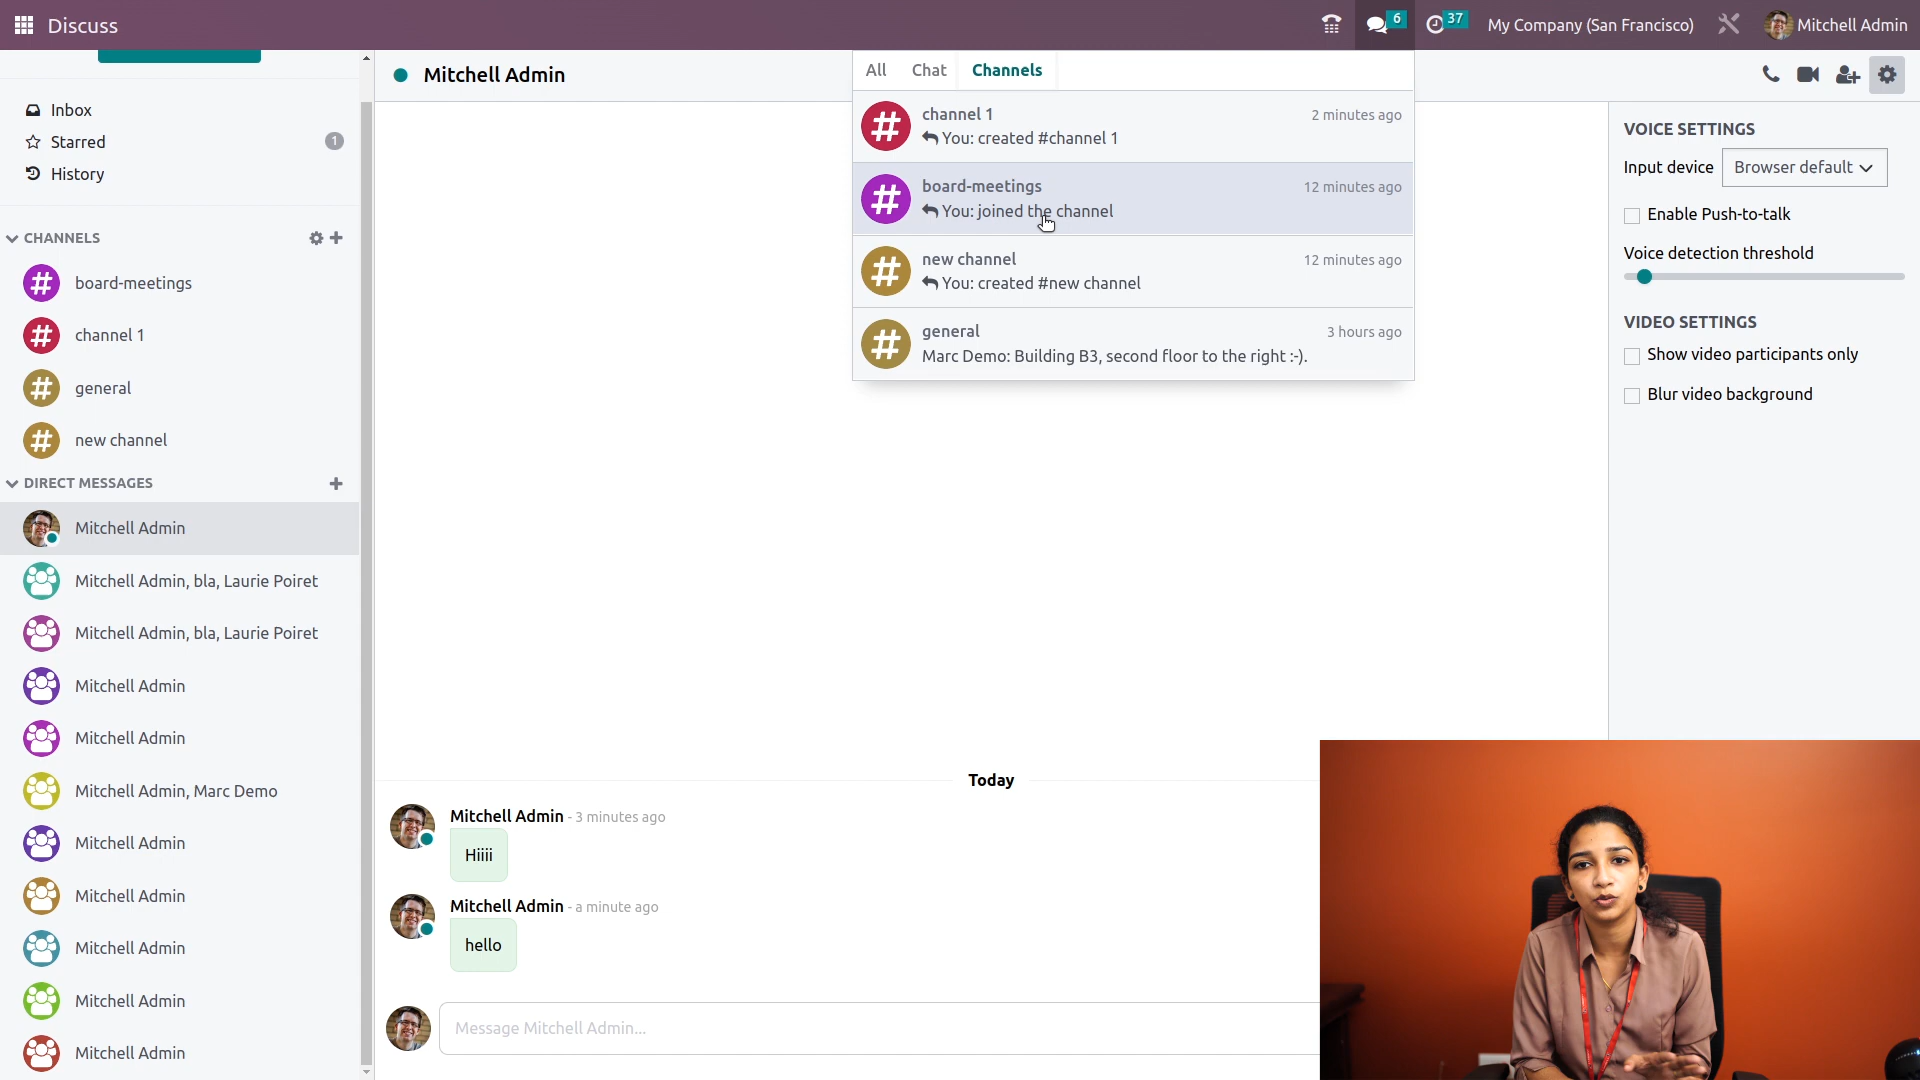 Discuss
6
37
My Company (San Francisco)
Mitchell Admin
Inbox
Starred
1
History
CHANNELS
board-meetings
channel 1
general
new channel
DIRECT MESSAGES
Mitchell Admin
Mitchell Admin, bla, Laurie Poiret
Mitchell Admin, bla, Laurie Poiret
Mitchell Admin
Mitchell Admin
Mitchell Admin, Marc Demo
Mitchell Admin
Mitchell Admin
Mitchell Admin
Mitchell Admin
Mitchell Admin
Mitchell Admin
All Chat Channels
channel 1 2 minutes ago
You: created #channel 1
board-meetings 12 minutes ago
You: joined the channel
new channel 12 minutes ago
You: created #new channel
general 3 hours ago
Marc Demo: Building B3, second floor to the right :-).
Today
Mitchell Admin - 3 minutes ago
Hiiii
Mitchell Admin - a minute ago
hello
Message Mitchell Admin...
VOICE SETTINGS
Input device Browser default
Enable Push-to-talk
Voice detection threshold
VIDEO SETTINGS
Show video participants only
Blur video background